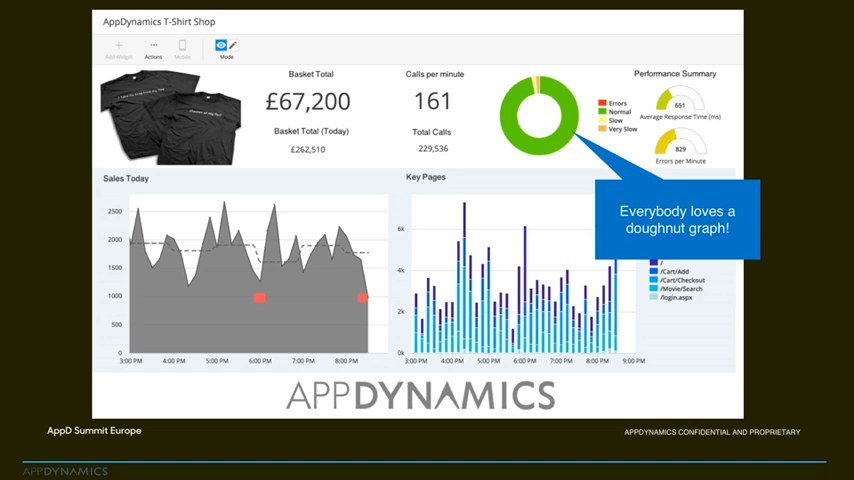 AppDynamics T-Shirt Shop
Add Widget
Actions
Mobile
Mode
Basket Total
£67,200
Basket Total (Today)
£262,510
Calls per minute
161
Total Calls
229,536
Errors
Normal
Slow
Very Slow
Performance Summary
651
Average Response Time (ms)
829
Errors per Minute
Everybody loves a
doughnut graph!
Sales Today
2500
2000
1500
1000
500
0
3:00 PM 4:00 PM 5:00 PM 6:00 PM 7:00 PM 8:00 PM
Key Pages
6k
4k
2k
0k
3:00 PM 4:00 PM 5:00 PM 6:00 PM 7:00 PM 8:00 PM 9:00 PM
/
/Cart/Add
/Cart/Checkout
/Movie/Search
/login.aspx
APPDYNAMICS
AppD Summit Europe
APPDYNAMICS CONFIDENTIAL AND PROPRIETARY
APPDYNAMICS